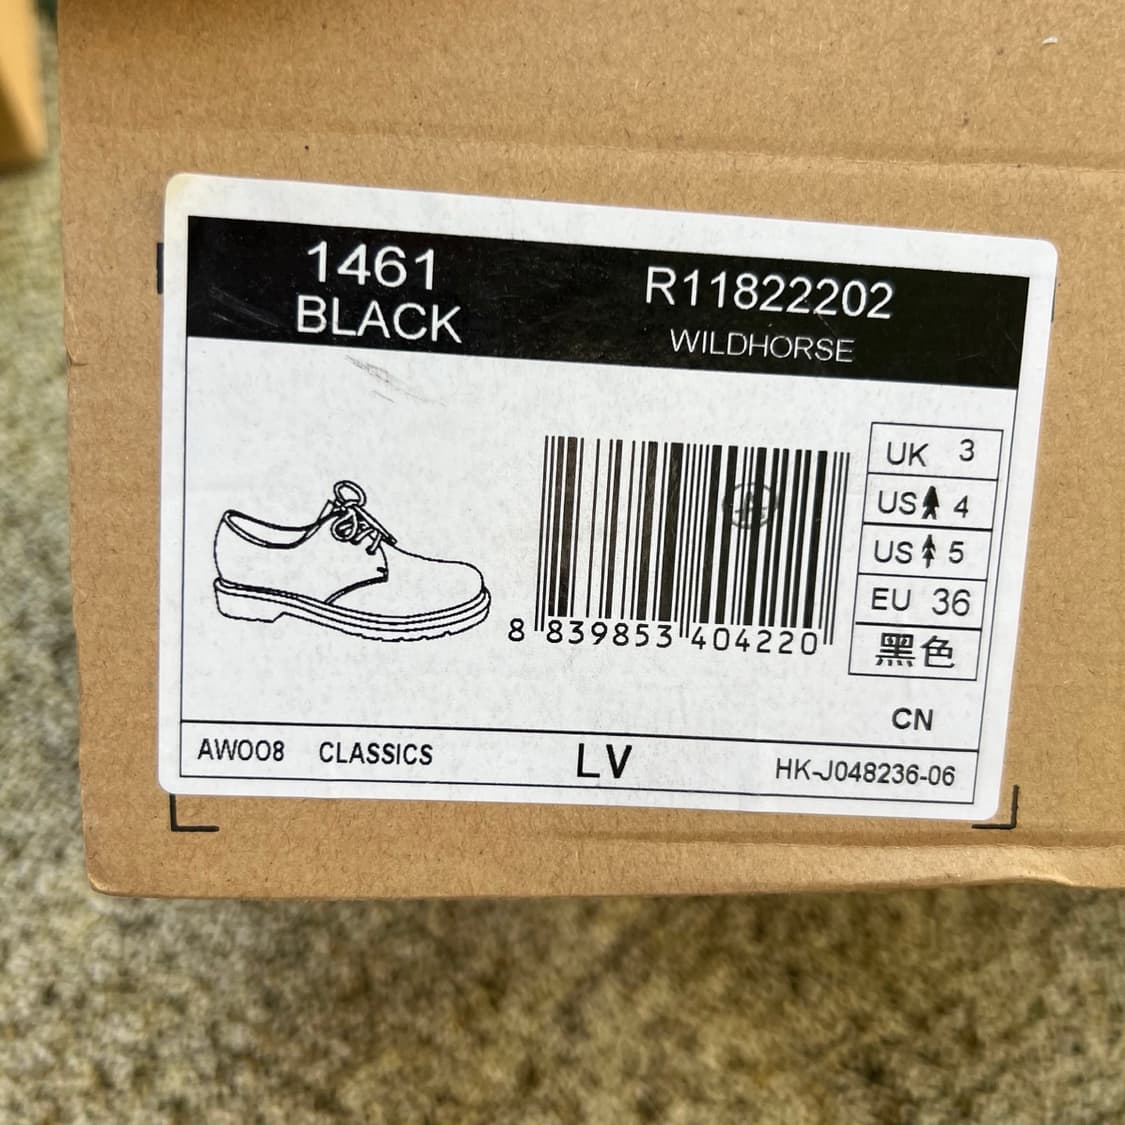 1461
BLACK
R11822202
WILDHORSE
UK 3
US 4
US 5
EU 36
黑色
8 839853 404220
CN
AW008 CLASSICS LV HK-J048236-06